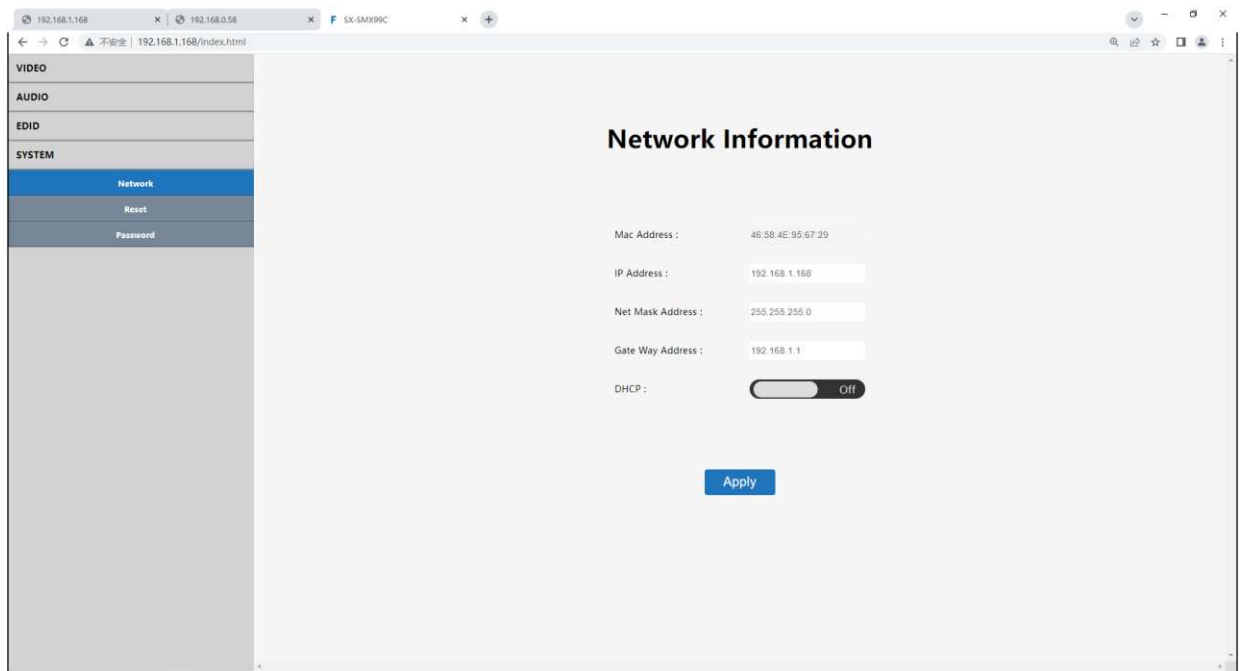 192.168.1.168
192.168.0.58
F SX-SMX99C
不安全 192.168.1.168/index.html
VIDEO
AUDIO
EDID
SYSTEM
Network
Reset
Password
Network Information
Mac Address : 46:58:4E:95:67:29
IP Address : 192.168.1.168
Net Mask Address : 255.255.255.0
Gate Way Address : 192.168.1.1
DHCP : Off
Apply